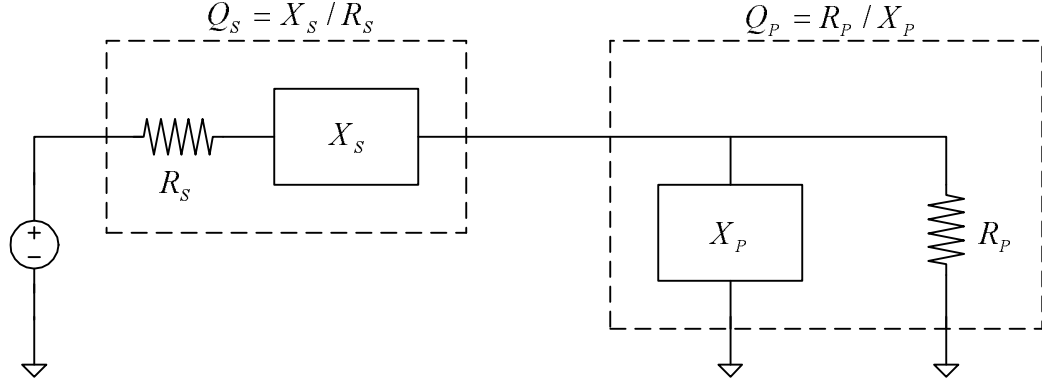 Q_S = X_S / R_S
Q_P = R_P / X_P
X_S
R_S
+
−
X_P
R_P